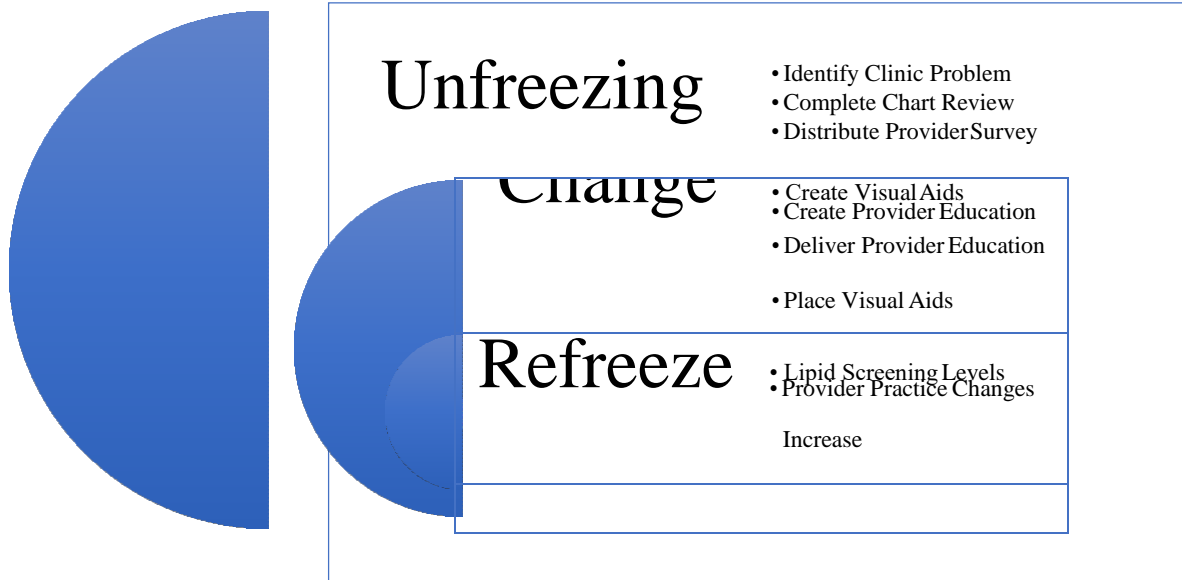 Unfreezing
• Identify Clinic Problem
• Complete Chart Review
• Distribute Provider Survey
Change
• Create Visual Aids
• Create Provider Education
• Deliver Provider Education
• Place Visual Aids
Refreeze
• Lipid Screening Levels
• Provider Practice Changes
Increase